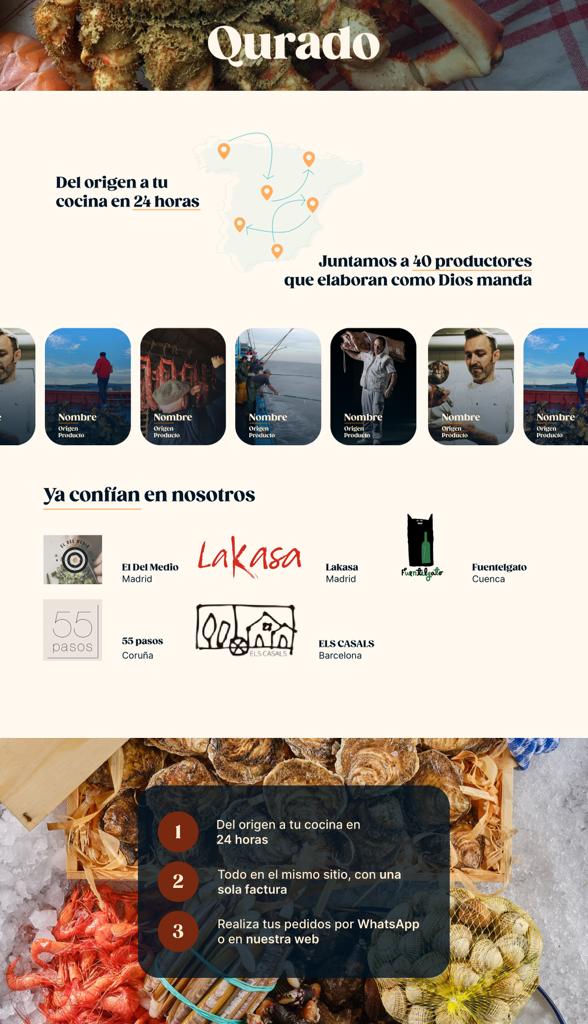 Qurado
Del origen a tu
cocina en 24 horas
Juntamos a 40 productores
que elaboran como Dios manda
Nombre
Origen
Producto
Nombre
Origen
Producto
Nombre
Origen
Producto
Nombre
Origen
Producto
Nombre
Origen
Producto
Nombre
Origen
Producto
Ya confían en nosotros
EL DEL MEDIO
El Del Medio
Madrid
Lakasa
Lakasa
Madrid
Fuentelgato
Fuentelgato
Cuenca
55
pasos
55 pasos
Coruña
ELS CASALS
ELS CASALS
Barcelona
1
Del origen a tu cocina en
24 horas
2
Todo en el mismo sitio, con una
sola factura
3
Realiza tus pedidos por WhatsApp
o en nuestra web